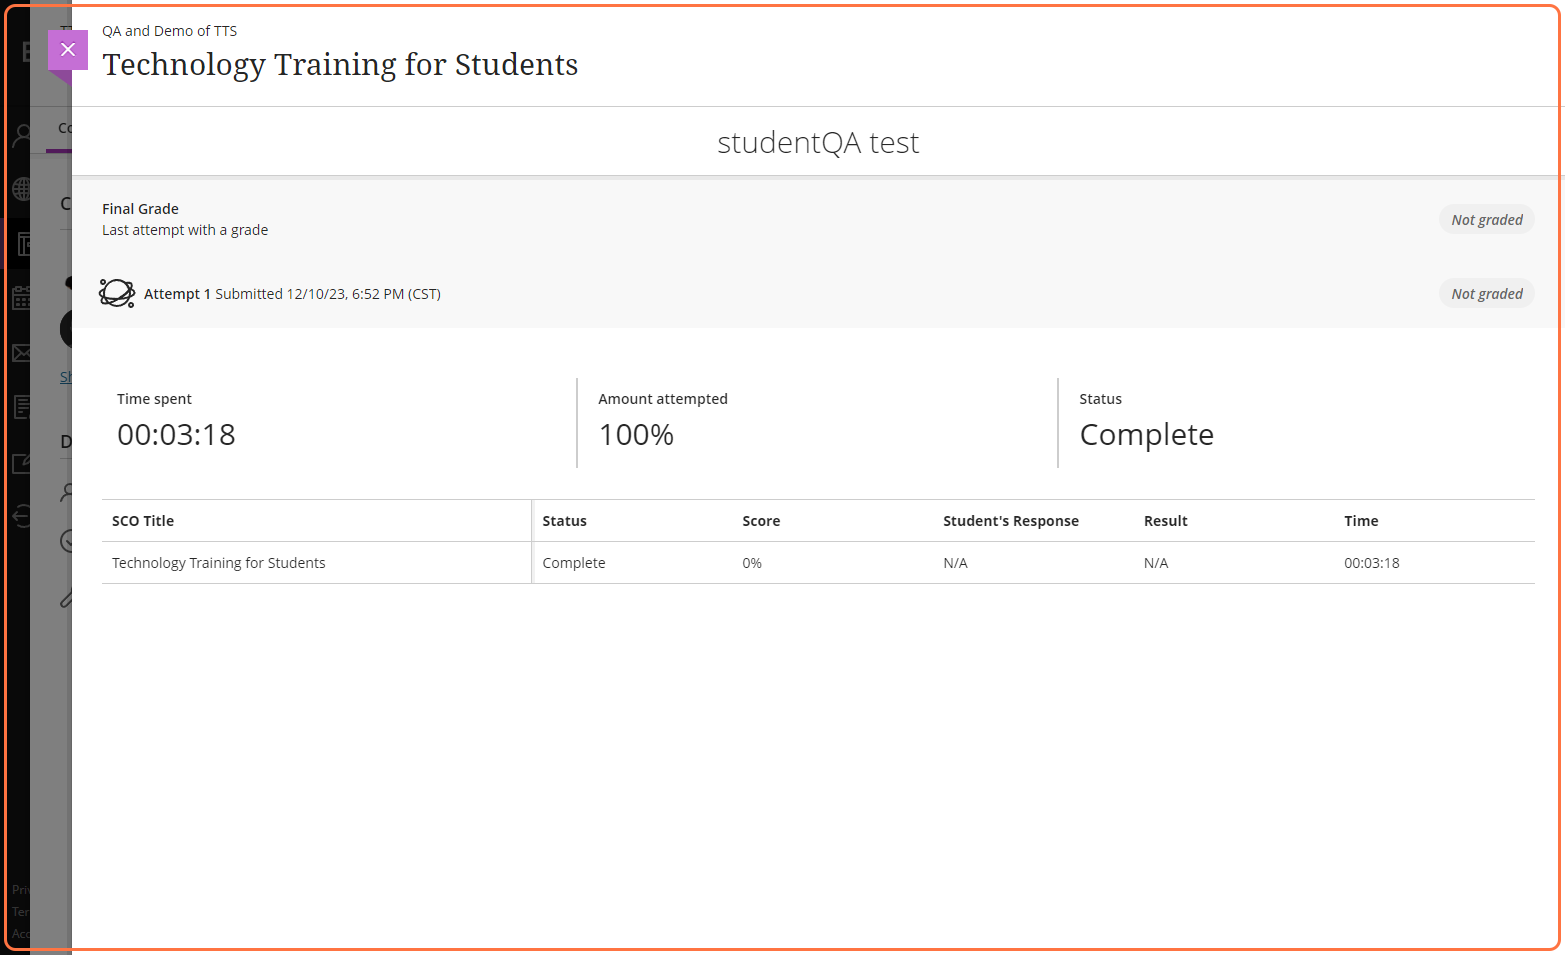 QA and Demo of TTS
Technology Training for Students
studentQA test
Final Grade
Last attempt with a grade
Not graded
Attempt 1 Submitted 12/10/23, 6:52 PM (CST)
Not graded
Time spent
Amount attempted
Status
00:03:18
100%
Complete
SCO Title Status Score Student's Response Result Time
Technology Training for Students Complete 0% N/A N/A 00:03:18